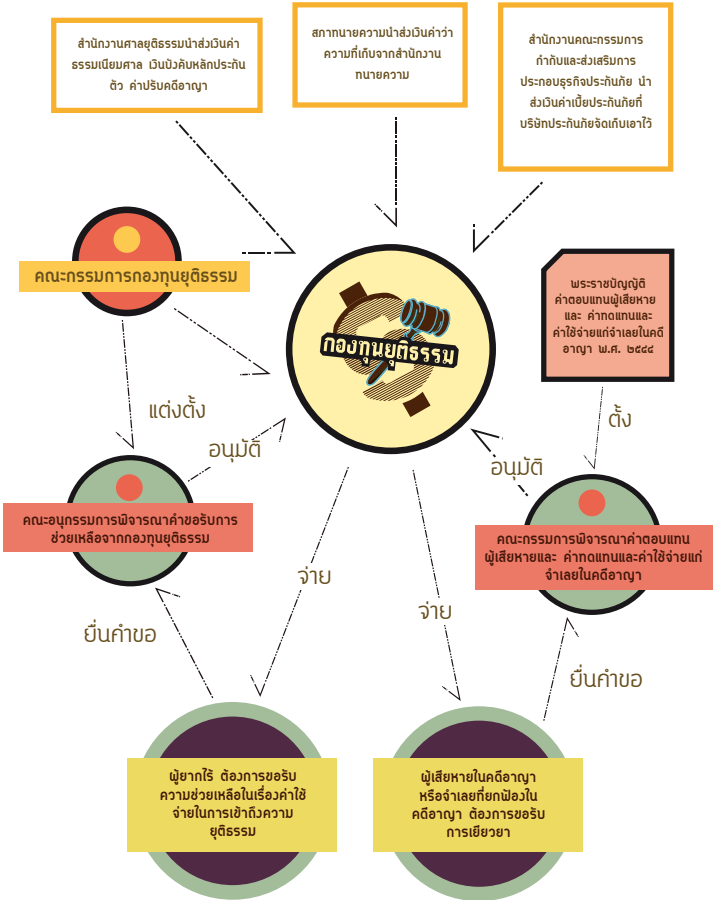 สำนักงานศาลยุติธรรมนำส่งเงินค่า
ธรรมเนียมศาล เงินบังคับหลักประกัน
ตัว ค่าปรับคดีอาญา
สภาทนายความนำส่งเงินค่าว่า
ความที่เก็บจากสำนักงาน
ทนายความ
สำนักงานคณะกรรมการ
กำกับและส่งเสริมการ
ประกอบธุรกิจประกันภัย นำ
ส่งเงินค่าเบี้ยประกันภัยที่
บริษัทประกันภัยจัดเก็บเอาไว้
คณะกรรมการกองทุนยุติธรรม
กองทุนยุติธรรม
พระราชบัญญัติ
ค่าตอบแทนผู้เสียหาย
และ ค่าทดแทนและ
ค่าใช้จ่ายแก่จำเลยในคดี
อาญา พ.ศ. ๒๕๔๔
แต่งตั้ง
ตั้ง
อนุมัติ
อนุมัติ
คณะอนุกรรมการพิจารณาคำขอรับการ
ช่วยเหลือจากกองทุนยุติธรรม
คณะกรรมการพิจารณาค่าตอบแทน
ผู้เสียหายและ ค่าทดแทนและค่าใช้จ่ายแก่
จำเลยในคดีอาญา
จ่าย
จ่าย
ยื่นคำขอ
ยื่นคำขอ
ผู้ยากไร้ ต้องการขอรับ
ความช่วยเหลือในเรื่องค่าใช้
จ่ายในการเข้าถึงความ
ยุติธรรม
ผู้เสียหายในคดีอาญา
หรือจำเลยที่ยกฟ้องใน
คดีอาญา ต้องการขอรับ
การเยียวยา